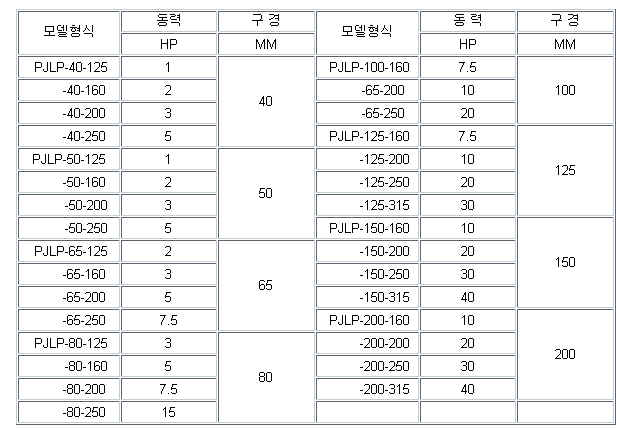 모델형식 동력 구 경 모델형식 동 력 구 경
HP MM HP MM
PJLP-40-125 1 40 PJLP-100-160 7.5 100
-40-160 2 -65-200 10
-40-200 3 -65-250 20
-40-250 5 PJLP-125-160 7.5 125
PJLP-50-125 1 50 -125-200 10
-50-160 2 -125-250 20
-50-200 3 -125-315 30
-50-250 5 PJLP-150-160 10 150
PJLP-65-125 2 65 -150-200 20
-65-160 3 -150-250 30
-65-200 5 -150-315 40
-65-250 7.5 PJLP-200-160 10 200
PJLP-80-125 3 80 -200-200 20
-80-160 5 -200-250 30
-80-200 7.5 -200-315 40
-80-250 15